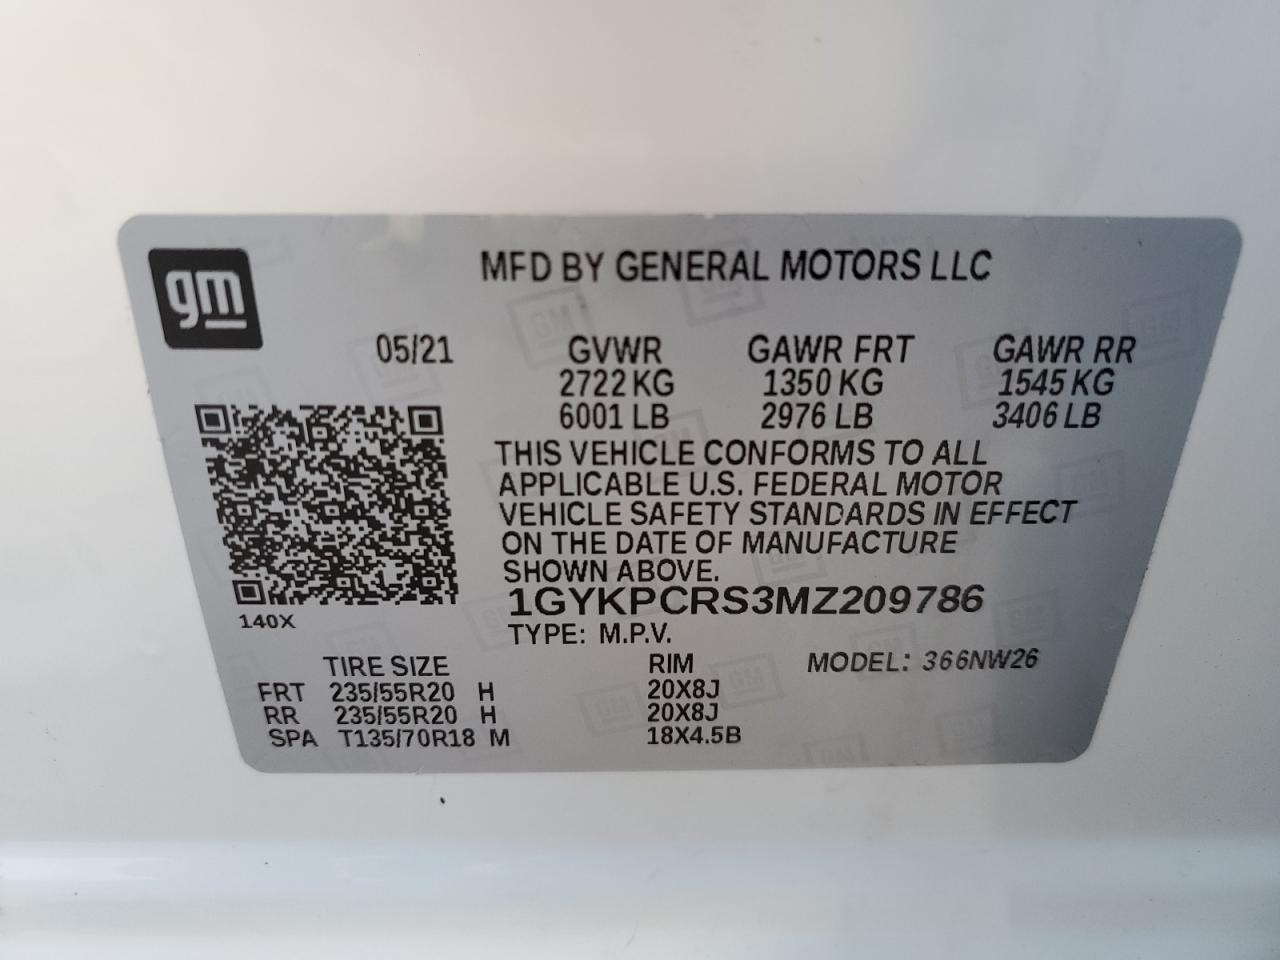 gm
MFD BY GENERAL MOTORS LLC
05/21 GVWR GAWR FRT GAWR RR
2722 KG 1350 KG 1545 KG
6001 LB 2976 LB 3406 LB
THIS VEHICLE CONFORMS TO ALL
APPLICABLE U.S. FEDERAL MOTOR
VEHICLE SAFETY STANDARDS IN EFFECT
ON THE DATE OF MANUFACTURE
SHOWN ABOVE.
1GYKPCRS3MZ209786
140X
TYPE: M.P.V.
TIRE SIZE RIM MODEL: 366NW26
FRT 235/55R20 H 20X8J
RR 235/55R20 H 20X8J
SPA T135/70R18 M 18X4.5B